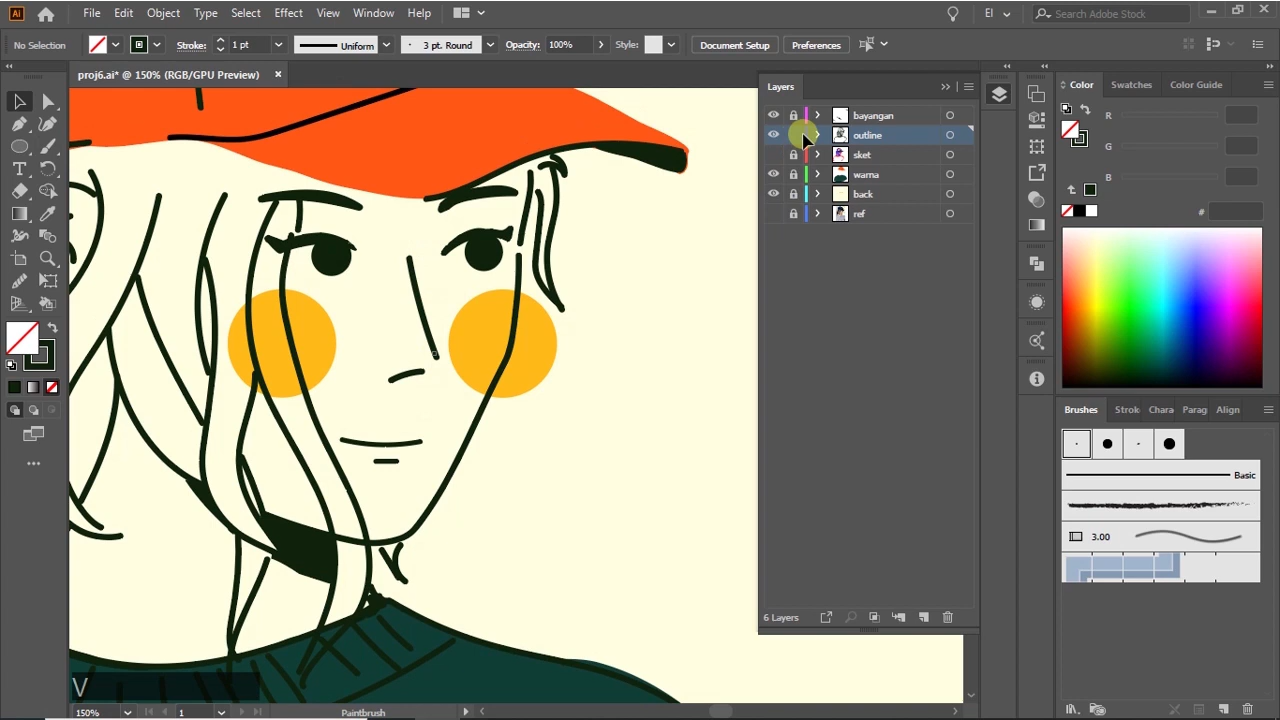 Ai File Edit Object Type Select Effect View Window Help El Search Adobe Stock
No Selection Stroke: 1 pt Uniform 3 pt. Round Opacity: 100% Style: Document Setup Preferences
proj6.ai* @ 150% (RGB/GPU Preview)
Layers
bayangan
outline
sket
warna
back
ref
6 Layers
Color Swatches Color Guide
R
G
B
#
Brushes Strok Chara Parag Align
Basic
3.00
V
150% 1 Paintbrush